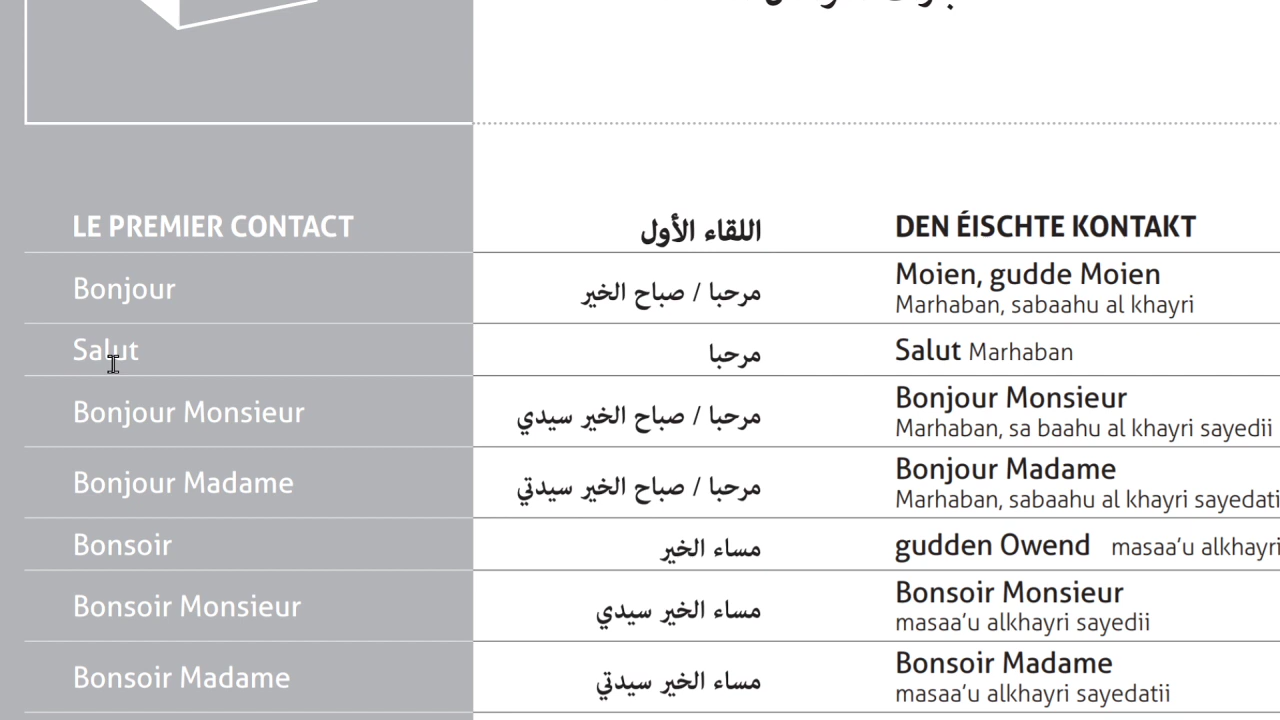 LE PREMIER CONTACT
اللقاء الأول
DEN ÉISCHTE KONTAKT
Bonjour
مرحبا / صباح الخير
Moien, gudde Moien
Marhaban, sabaahu al khayri
Salut
مرحبا
Salut Marhaban
Bonjour Monsieur
مرحبا / صباح الخير سيدي
Bonjour Monsieur
Marhaban, sa baahu al khayri sayedii
Bonjour Madame
مرحبا / صباح الخير سيدتي
Bonjour Madame
Marhaban, sabaahu al khayri sayedati
Bonsoir
مساء الخير
gudden Owend masaa’u alkhayri
Bonsoir Monsieur
مساء الخير سيدي
Bonsoir Monsieur
masaa’u alkhayri sayedii
Bonsoir Madame
مساء الخير سيدتي
Bonsoir Madame
masaa’u alkhayri sayedatii